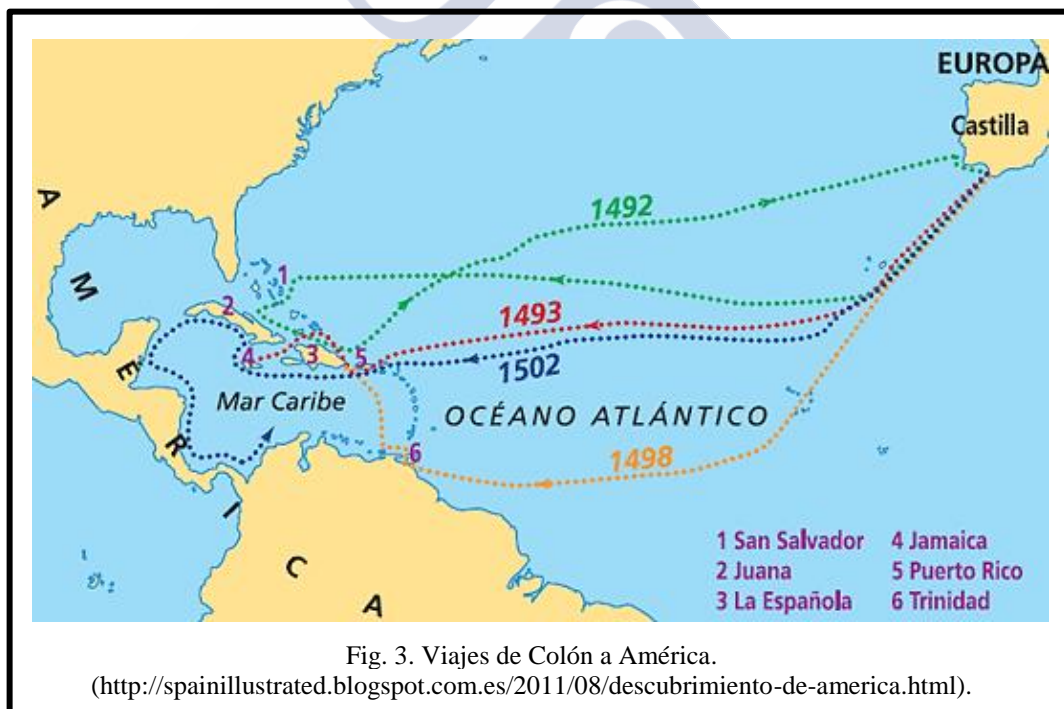 EUROPA
Castilla
1492
1
2
1493
4
3
5
1502
Mar Caribe
OCÉANO ATLÁNTICO
6
1498
AMERICA
1 San Salvador
2 Juana
3 La Española
4 Jamaica
5 Puerto Rico
6 Trinidad
Fig. 3. Viajes de Colón a América.
(http://spainillustrated.blogspot.com.es/2011/08/descubrimiento-de-america.html).